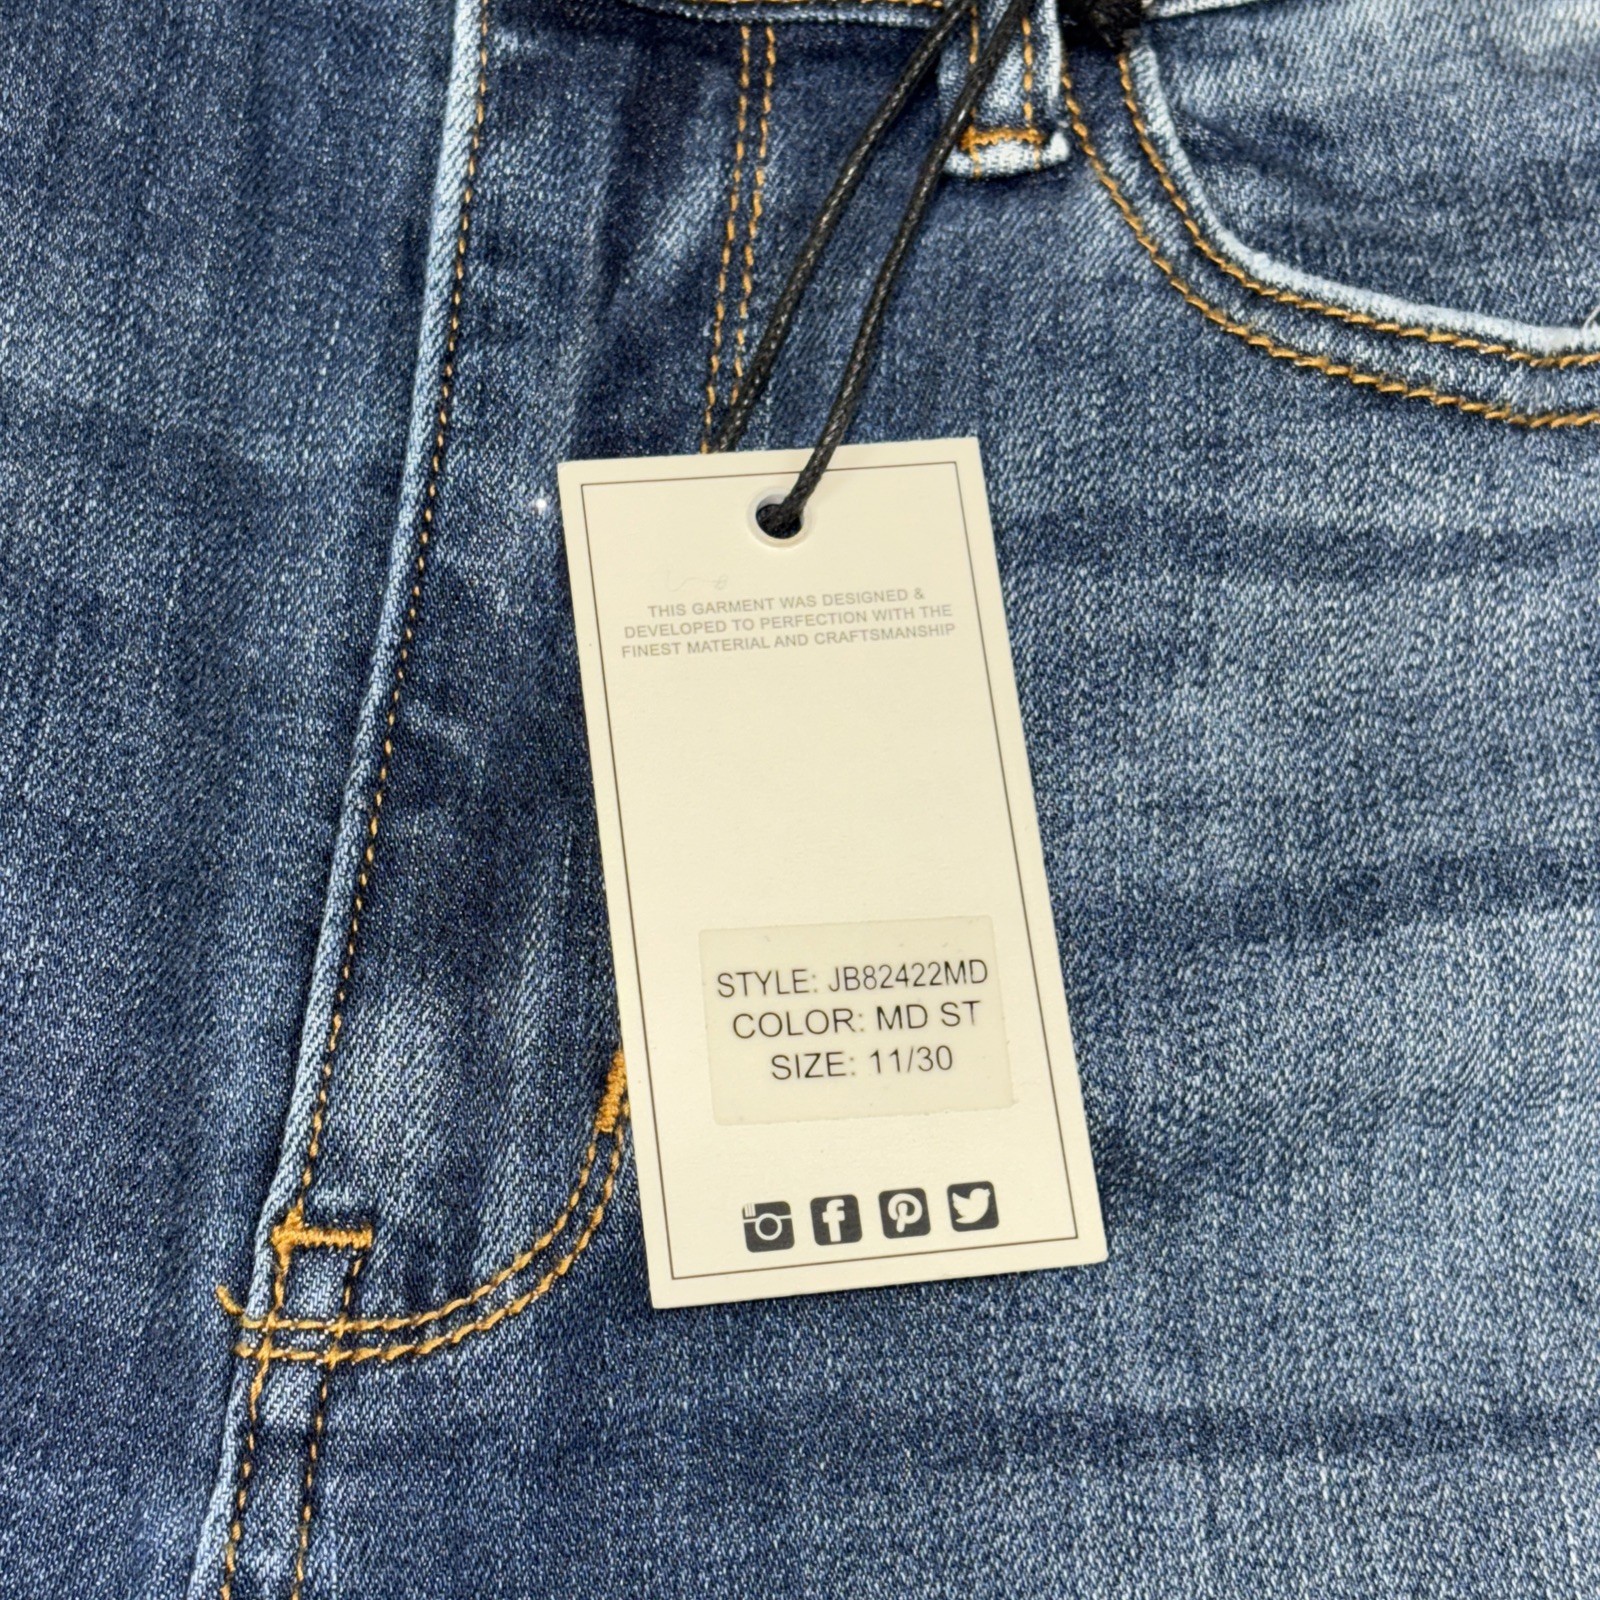 THIS GARMENT WAS DESIGNED &
DEVELOPED TO PERFECTION WITH THE
FINEST MATERIAL AND CRAFTSMANSHIP
STYLE: JB82422MD
COLOR: MD ST
SIZE: 11/30